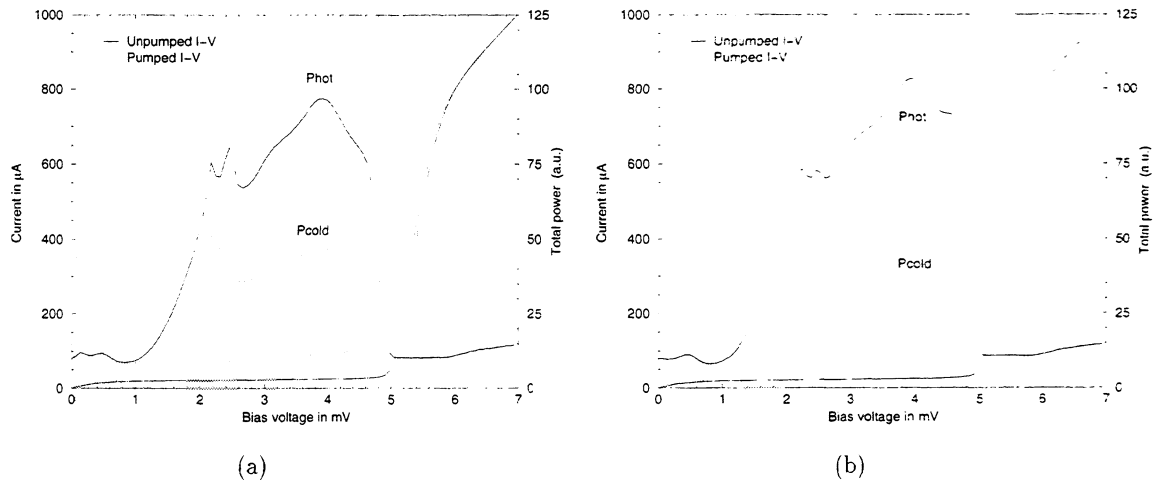 1000
800
600
400
200
0
Current in µA
Unpumped I-V
Pumped I-V
Phot
Pcold
125
100
75
50
25
0
Total power (a.u.)
0 1 2 3 4 5 6 7
Bias voltage in mV
(a)
1000
800
600
400
200
0
Current in µA
Unpumped I-V
Pumped I-V
Phot
Pcold
125
100
75
50
25
0
Total power (a.u.)
0 1 2 3 4 5 6 7
Bias voltage in mV
(b)